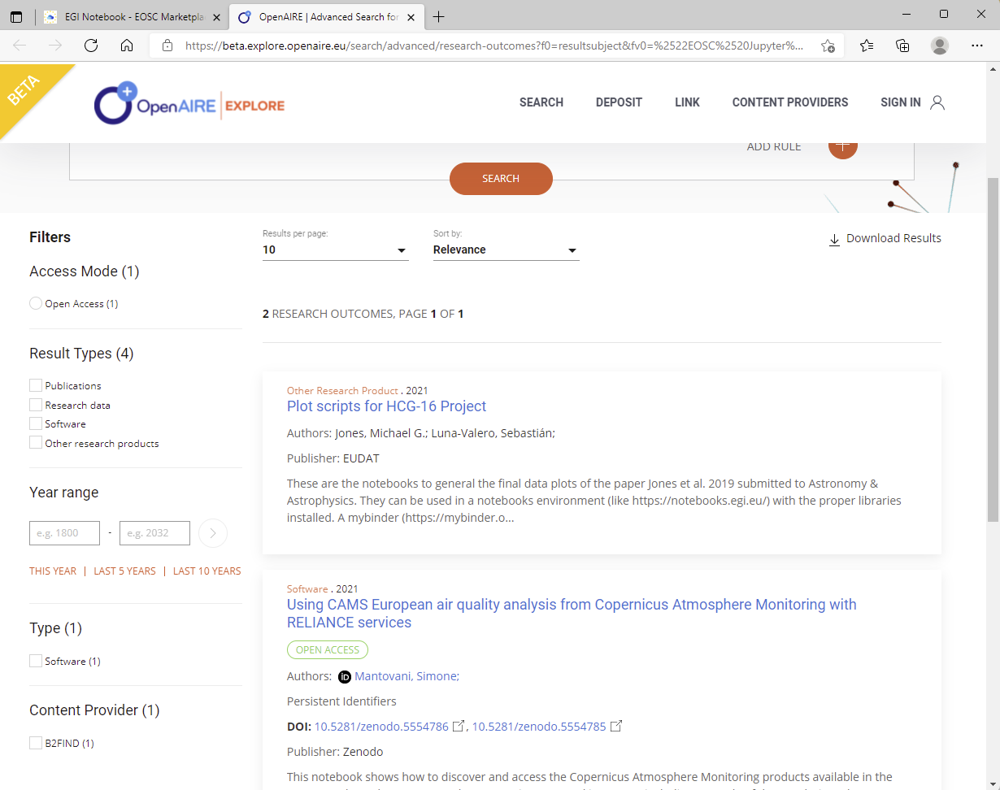 EGI Notebook - EOSC Marketpla
OpenAIRE | Advanced Search for
https://beta.explore.openaire.eu/search/advanced/research-outcomes?f0=resultsubject&fv0=%2522EOSC%2520Jupyter%...
BETA
OpenAIRE EXPLORE
SEARCH DEPOSIT LINK CONTENT PROVIDERS SIGN IN
ADD RULE
SEARCH
Filters
Access Mode (1)
Open Access (1)
Result Types (4)
Publications
Research data
Software
Other research products
Year range
e.g. 1800 - e.g. 2032
THIS YEAR | LAST 5 YEARS | LAST 10 YEARS
Type (1)
Software (1)
Content Provider (1)
B2FIND (1)
Results per page:
10
Sort by:
Relevance
Download Results
2 RESEARCH OUTCOMES, PAGE 1 OF 1
Other Research Product . 2021
Plot scripts for HCG-16 Project
Authors: Jones, Michael G.; Luna-Valero, Sebastián;
Publisher: EUDAT
These are the notebooks to general the final data plots of the paper Jones et al. 2019 submitted to Astronomy &
Astrophysics. They can be used in a notebooks environment (like https://notebooks.egi.eu/) with the proper libraries
installed. A mybinder (https://mybinder.o...
Software . 2021
Using CAMS European air quality analysis from Copernicus Atmosphere Monitoring with
RELIANCE services
OPEN ACCESS
Authors: iD Mantovani, Simone;
Persistent Identifiers
DOI: 10.5281/zenodo.5554786 , 10.5281/zenodo.5554785
Publisher: Zenodo
This notebook shows how to discover and access the Copernicus Atmosphere Monitoring products available in the